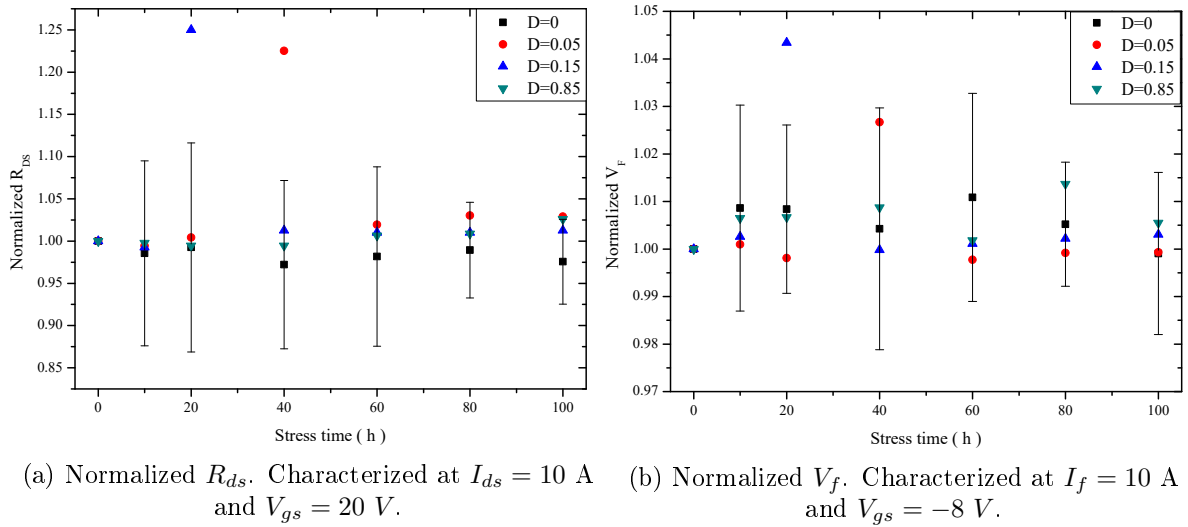 D=0
D=0.05
D=0.15
D=0.85
1.25
1.20
1.15
1.10
1.05
1.00
0.95
0.90
0.85
Normalized R_DS
0 20 40 60 80 100
Stress time ( h )
(a) Normalized R_ds. Characterized at I_ds = 10 A
and V_gs = 20 V.
D=0
D=0.05
D=0.15
D=0.85
1.05
1.04
1.03
1.02
1.01
1.00
0.99
0.98
0.97
Normalized V_F
0 20 40 60 80 100
Stress time ( h )
(b) Normalized V_f. Characterized at I_f = 10 A
and V_gs = −8 V.